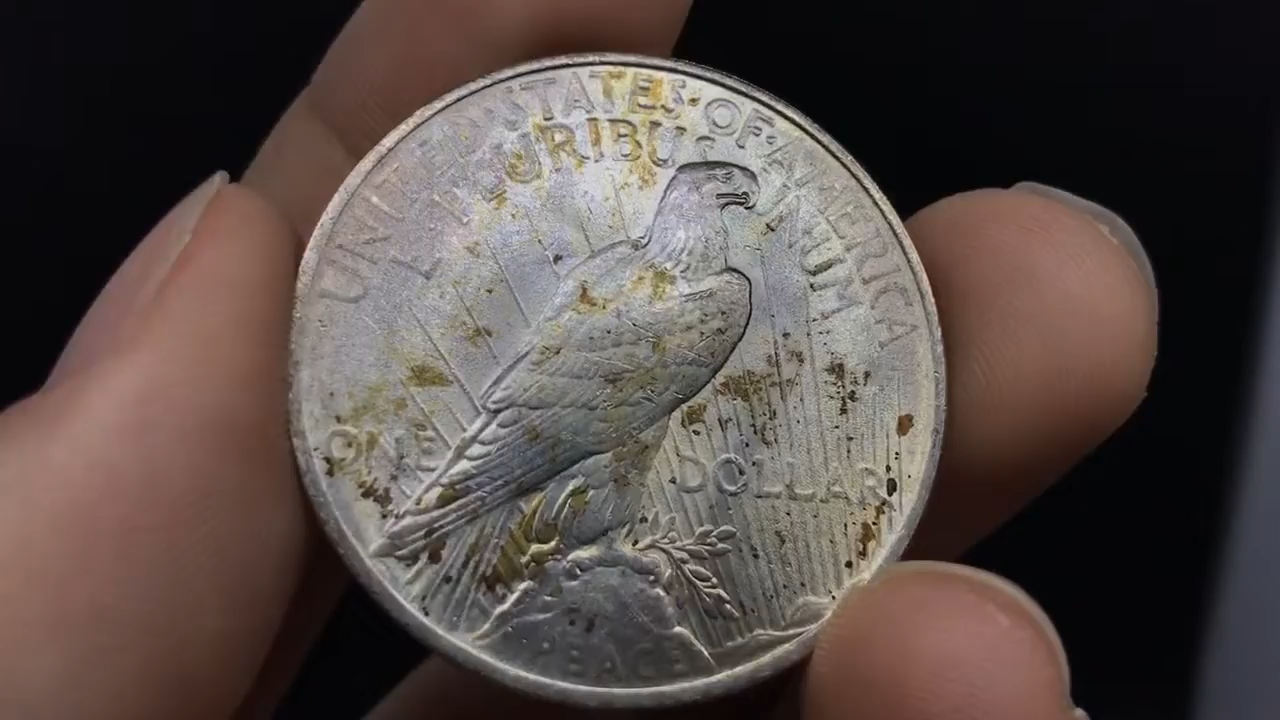 UNITED STATES OF AMERICA
E PLURIBUS UNUM
ONE DOLLAR
PEACE